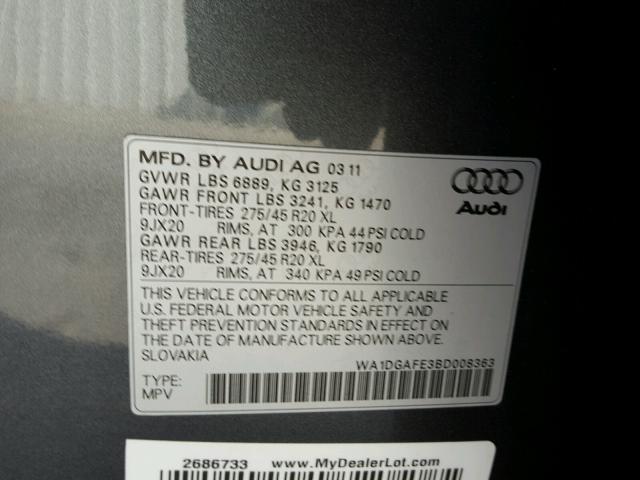 MFD. BY AUDI AG 03 11
GVWR LBS 6889, KG 3125
GAWR FRONT LBS 3241, KG 1470
FRONT-TIRES 275/45 R20 XL
9JX20 RIMS, AT 300 KPA 44 PSI COLD
GAWR REAR LBS 3946, KG 1790
REAR-TIRES 275/45 R20 XL
9JX20 RIMS, AT 340 KPA 49 PSI COLD
Audi
THIS VEHICLE CONFORMS TO ALL APPLICABLE
U.S. FEDERAL MOTOR VEHICLE SAFETY AND
THEFT PREVENTION STANDARDS IN EFFECT ON
THE DATE OF MANUFACTURE SHOWN ABOVE.
SLOVAKIA
WA1DGAFE3BD008363
TYPE:
MPV
2686733 www.MyDealerLot.com